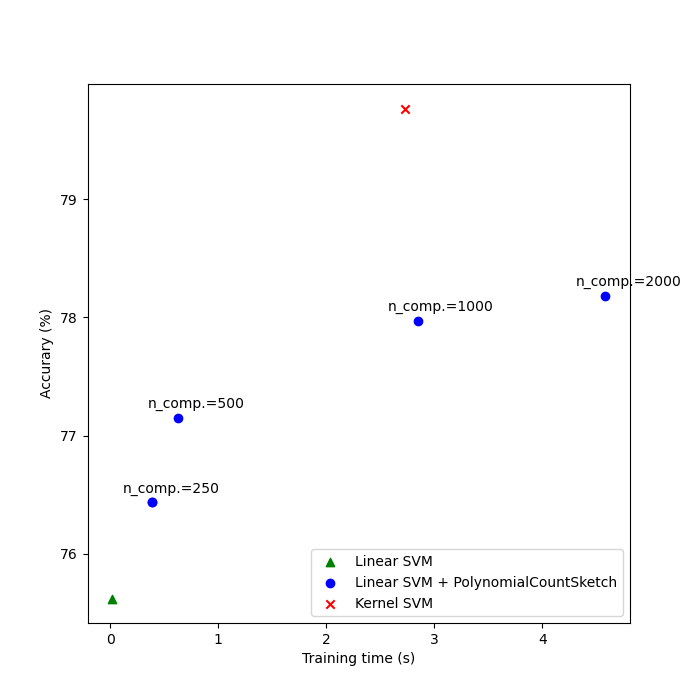 79
78
77
76
Accurary (%)
n_comp.=2000
n_comp.=1000
n_comp.=500
n_comp.=250
Linear SVM
Linear SVM + PolynomialCountSketch
Kernel SVM
0 1 2 3 4
Training time (s)